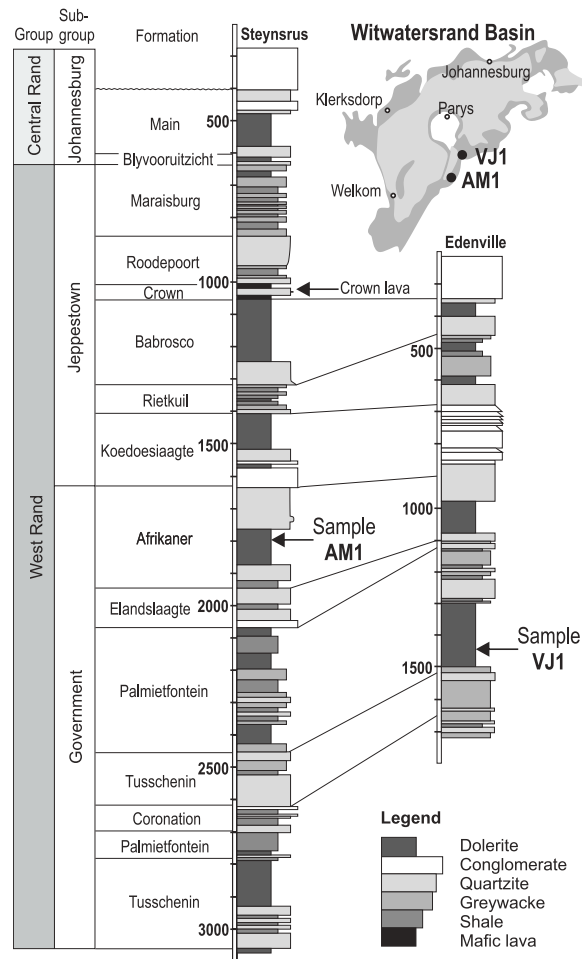 Group
Sub-
group
Formation
Steynsrus
Witwatersrand Basin
Johannesburg
Klerksdorp
Parys
VJ1
AM1
Welkom
Edenville
Central Rand
West Rand
Johannesburg
Jeppestown
Government
Main
Blyvooruitzicht
Maraisburg
Roodepoort
Crown
Babrosco
Rietkuil
Koedoesiaagte
Afrikaner
Elandslaagte
Palmietfontein
Tusschenin
Coronation
Palmietfontein
Tusschenin
500
1000
1500
2000
2500
3000
Crown lava
Sample
AM1
500
1000
1500
Sample
VJ1
Legend
Dolerite
Conglomerate
Quartzite
Greywacke
Shale
Mafic lava